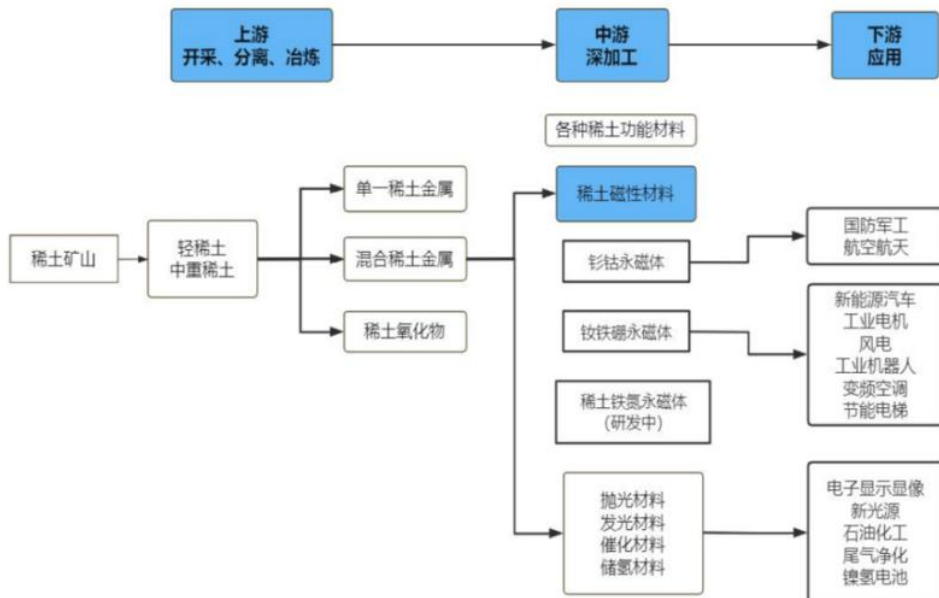 上游
开采、分离、冶炼
中游
深加工
下游
应用
各种稀土功能材料
单一稀土金属
稀土磁性材料
稀土矿山
轻稀土
中重稀土
混合稀土金属
钐钴永磁体
国防军工
航空航天
稀土氧化物
钕铁硼永磁体
新能源汽车
工业电机
风电
工业机器人
变频空调
节能电梯
稀土铁氮永磁体
(研发中)
抛光材料
发光材料
催化材料
储氢材料
电子显示显像
新光源
石油化工
尾气净化
镍氢电池